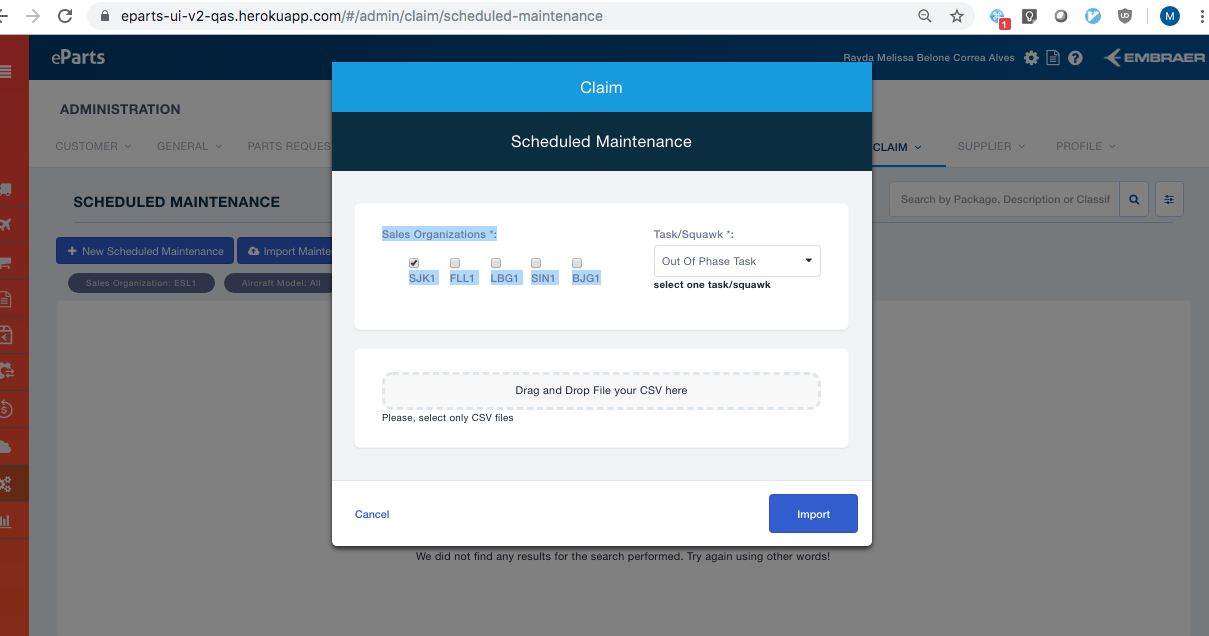 eparts-ui-v2-qas.herokuapp.com/#/admin/claim/scheduled-maintenance
1
UD
M
eParts
Rayda Melissa Belone Correa Alves
EMBRAER
Claim
ADMINISTRATION
Scheduled Maintenance
CUSTOMER
GENERAL
PARTS REQUES
CLAIM
SUPPLIER
PROFILE
SCHEDULED MAINTENANCE
Search by Package, Description or Classif
+ New Scheduled Maintenance
Import Mainte
Sales Organization: ESL1
Aircraft Model: All
Sales Organizations *:
SJK1 FLL1 LBG1 SIN1 BJG1
Task/Squawk *:
Out Of Phase Task
select one task/squawk
Drag and Drop File your CSV here
Please, select only CSV files
Cancel
Import
We did not find any results for the search performed. Try again using other words!